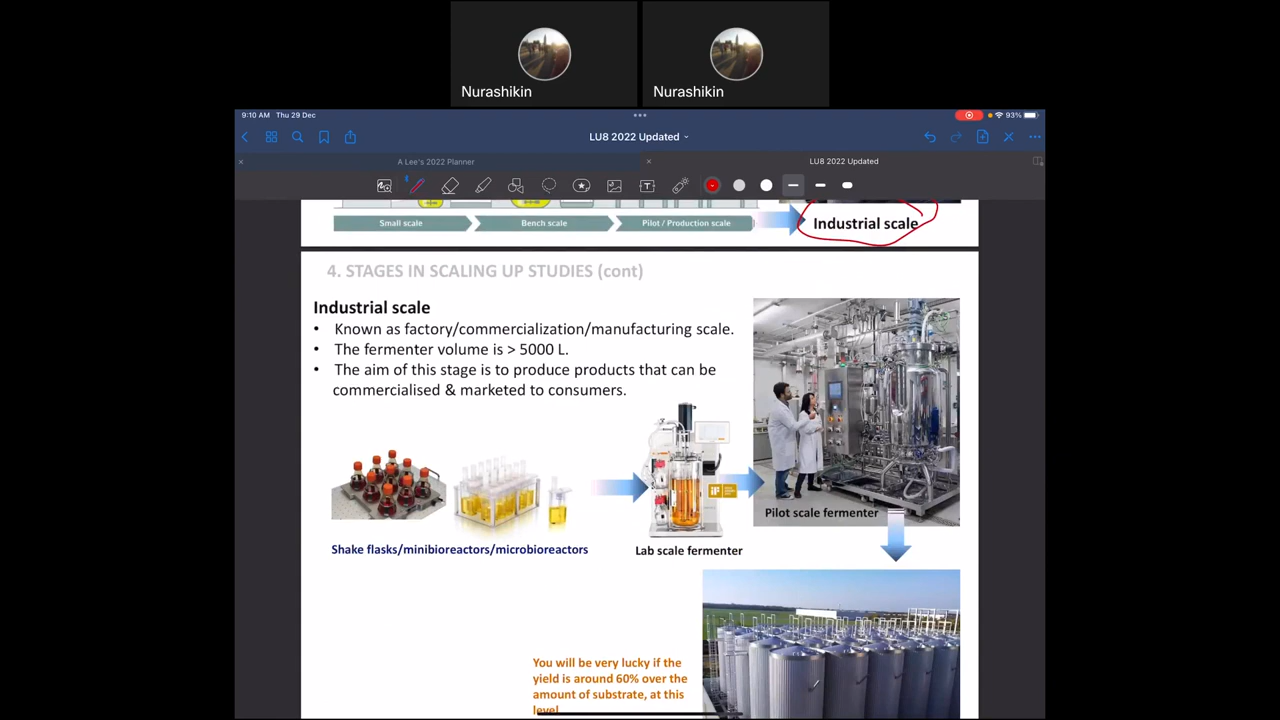 Nurashikin
Nurashikin
9:10 AM Thu 29 Dec
93%
LU8 2022 Updated
A Lee's 2022 Planner
LU8 2022 Updated
Small scale
Bench scale
Pilot / Production scale
Industrial scale
4. STAGES IN SCALING UP STUDIES (cont)
Industrial scale
• Known as factory/commercialization/manufacturing scale.
• The fermenter volume is > 5000 L.
• The aim of this stage is to produce products that can be
commercialised & marketed to consumers.
Pilot scale fermenter
Shake flasks/minibioreactors/microbioreactors
Lab scale fermenter
You will be very lucky if the
yield is around 60% over the
amount of substrate, at this
level